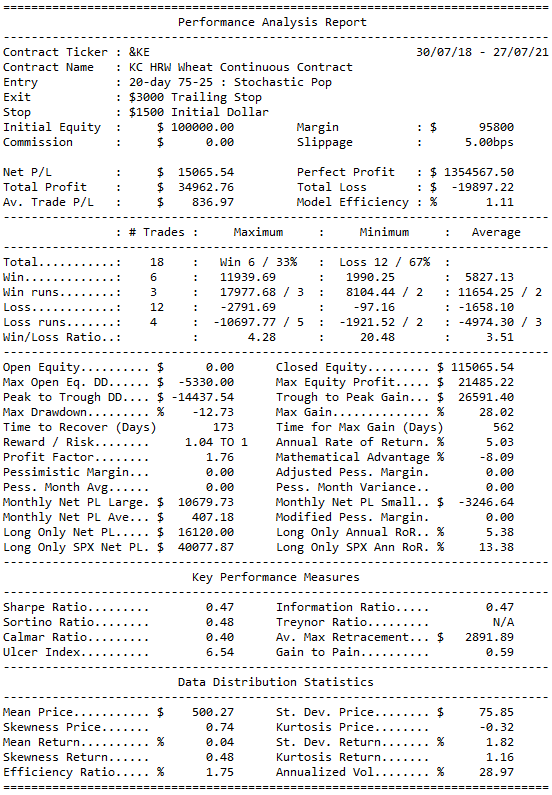 ==============================================================================
Performance Analysis Report
------------------------------------------------------------------------------
Contract Ticker : &KE 30/07/18 - 27/07/21
Contract Name : KC HRW Wheat Continuous Contract
Entry : 20-day 75-25 : Stochastic Pop
Exit : $3000 Trailing Stop
Stop : $1500 Initial Dollar
Initial Equity : $ 100000.00 Margin : $ 95800
Commission : $ 0.00 Slippage : 5.00bps
Net P/L : $ 15065.54 Perfect Profit : $ 1354567.50
Total Profit : $ 34962.76 Total Loss : $ -19897.22
Av. Trade P/L : $ 836.97 Model Efficiency : % 1.11
------------------------------------------------------------------------------
: # Trades : Maximum : Minimum : Average
------------------------------------------------------------------------------
Total...........: 18 : Win 6 / 33% : Loss 12 / 67% :
Win.............: 6 : 11939.69 : 1990.25 : 5827.13
Win runs........: 3 : 17977.68 / 3 : 8104.44 / 2 : 11654.25 / 2
Loss............: 12 : -2791.69 : -97.16 : -1658.10
Loss runs.......: 4 : -10697.77 / 5 : -1921.52 / 2 : -4974.30 / 3
Win/Loss Ratio..: : 4.28 : 20.48 : 3.51
------------------------------------------------------------------------------
Open Equity.......... $ 0.00 Closed Equity......... $ 115065.54
Max Open Eq. DD...... $ -5330.00 Max Equity Profit..... $ 21485.22
Peak to Trough DD.... $ -14437.54 Trough to Peak Gain... $ 26591.40
Max Drawdown......... % -12.73 Max Gain.............. % 28.02
Time to Recover (Days) 173 Time for Max Gain (Days) 562
Reward / Risk........ 1.04 TO 1 Annual Rate of Return. % 5.03
Profit Factor........ 1.76 Mathematical Advantage % -8.09
Pessimistic Margin... 0.00 Adjusted Pess. Margin. 0.00
Pess. Month Avg...... 0.00 Pess. Month Variance.. 0.00
Monthly Net PL Large. $ 10679.73 Monthly Net PL Small.. $ -3246.64
Monthly Net PL Ave... $ 407.18 Modified Pess. Margin. 0.00
Long Only Net PL..... $ 16120.00 Long Only Annual RoR.. % 5.38
Long Only SPX Net PL. $ 40077.87 Long Only SPX Ann RoR. % 13.38
------------------------------------------------------------------------------
Key Performance Measures
------------------------------------------------------------------------------
Sharpe Ratio......... 0.47 Information Ratio..... 0.47
Sortino Ratio........ 0.48 Treynor Ratio......... N/A
Calmar Ratio......... 0.40 Av. Max Retracement... $ 2891.89
Ulcer Index.......... 6.54 Gain to Pain.......... 0.59
------------------------------------------------------------------------------
Data Distribution Statistics
------------------------------------------------------------------------------
Mean Price........... $ 500.27 St. Dev. Price........ $ 75.85
Skewness Price....... 0.74 Kurtosis Price........ -0.32
Mean Return.......... % 0.04 St. Dev. Return....... % 1.82
Skewness Return...... 0.48 Kurtosis Return....... 1.16
Efficiency Ratio..... % 1.75 Annualized Vol........ % 28.97
==============================================================================